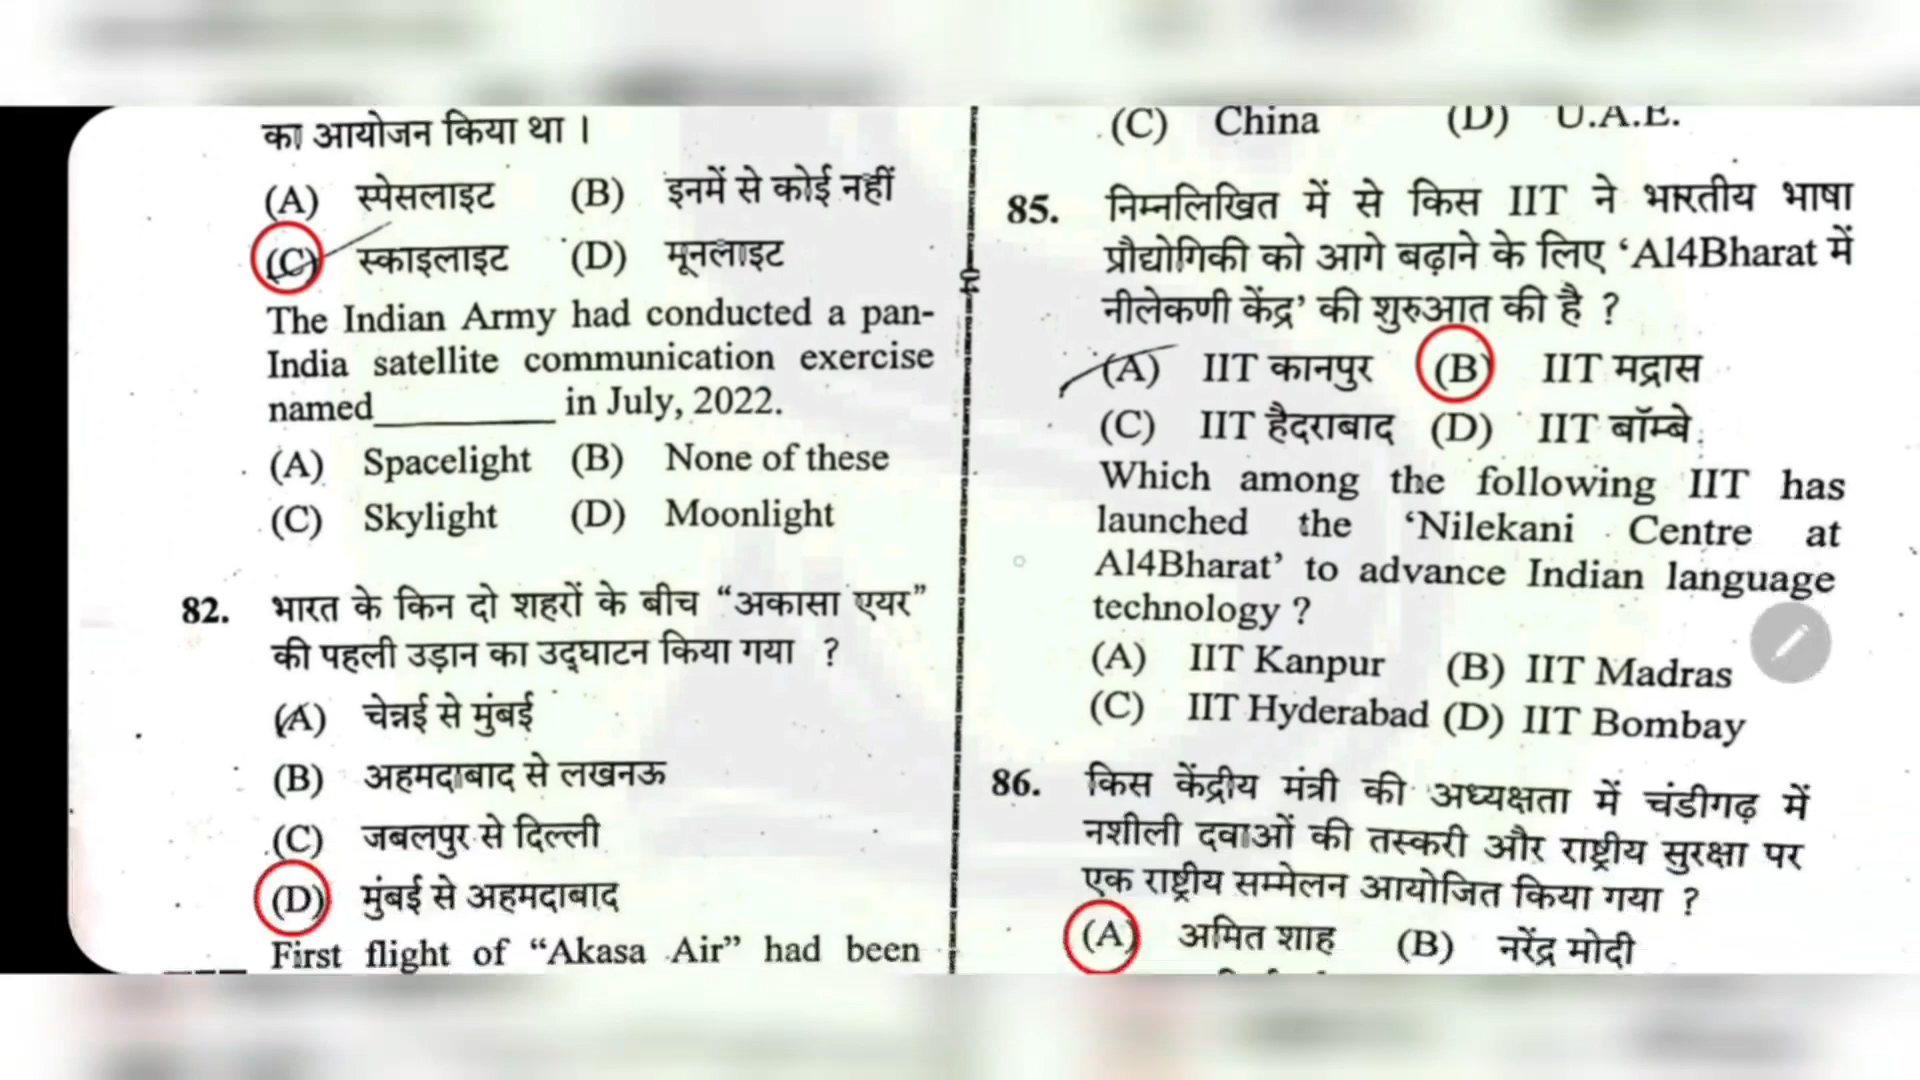 का आयोजन किया था ।
(A) स्पेसलाइट (B) इनमें से कोई नहीं
(C) स्काइलाइट (D) मूनलाइट
The Indian Army had conducted a pan-
India satellite communication exercise
named__________ in July, 2022.
(A) Spacelight (B) None of these
(C) Skylight (D) Moonlight
82. भारत के किन दो शहरों के बीच “अकासा एयर”
की पहली उड़ान का उद्घाटन किया गया ?
(A) चेन्नई से मुंबई
(B) अहमदाबाद से लखनऊ
(C) जबलपुर से दिल्ली
(D) मुंबई से अहमदाबाद
First flight of “Akasa Air” had been
(C) China (D) U.A.E.
85. निम्नलिखित में से किस IIT ने भारतीय भाषा
प्रौद्योगिकी को आगे बढ़ाने के लिए ‘Al4Bharat में
नीलेकणी केंद्र’ की शुरुआत की है ?
(A) IIT कानपुर (B) IIT मद्रास
(C) IIT हैदराबाद (D) IIT बॉम्बे
Which among the following IIT has
launched the ‘Nilekani Centre at
Al4Bharat’ to advance Indian language
technology ?
(A) IIT Kanpur (B) IIT Madras
(C) IIT Hyderabad (D) IIT Bombay
86. किस केंद्रीय मंत्री की अध्यक्षता में चंडीगढ़ में
नशीली दवाओं की तस्करी और राष्ट्रीय सुरक्षा पर
एक राष्ट्रीय सम्मेलन आयोजित किया गया ?
(A) अमित शाह (B) नरेंद्र मोदी